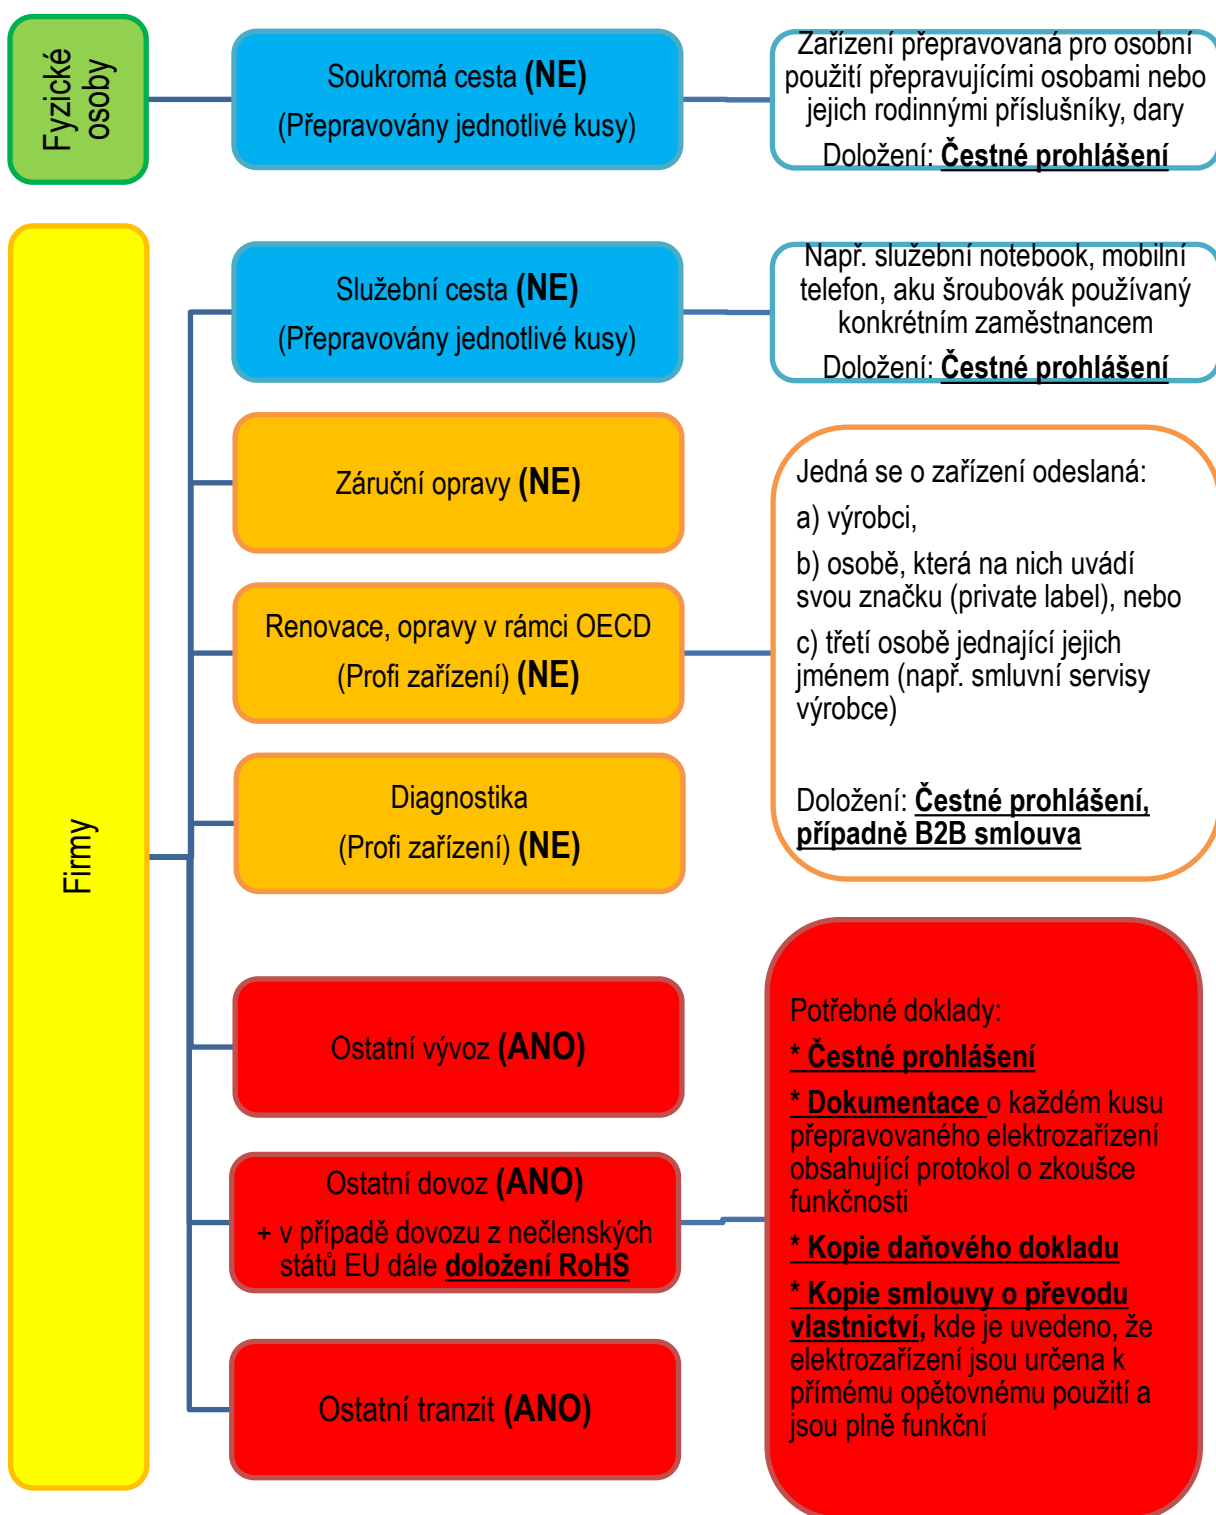 Fyzické
osoby
Soukromá cesta (NE)
(Přepravovány jednotlivé kusy)
Zařízení přepravovaná pro osobní
použití přepravujícími osobami nebo
jejich rodinnými příslušníky, dary
Doložení: Čestné prohlášení
Firmy
Služební cesta (NE)
(Přepravovány jednotlivé kusy)
Např. služební notebook, mobilní
telefon, aku šroubovák používaný
konkrétním zaměstnancem
Doložení: Čestné prohlášení
Záruční opravy (NE)
Renovace, opravy v rámci OECD
(Profi zařízení) (NE)
Diagnostika
(Profi zařízení) (NE)
Jedná se o zařízení odeslaná:
a) výrobci,
b) osobě, která na nich uvádí
svou značku (private label), nebo
c) třetí osobě jednající jejich
jménem (např. smluvní servisy
výrobce)
Doložení: Čestné prohlášení,
případně B2B smlouva
Ostatní vývoz (ANO)
Ostatní dovoz (ANO)
+ v případě dovozu z nečlenských
států EU dále doložení RoHS
Ostatní tranzit (ANO)
Potřebné doklady:
* Čestné prohlášení
* Dokumentace o každém kusu
přepravovaného elektrozařízení
obsahující protokol o zkoušce
funkčnosti
* Kopie daňového dokladu
* Kopie smlouvy o převodu
vlastnictví, kde je uvedeno, že
elektrozařízení jsou určena k
přímému opětovnému použití a
jsou plně funkční